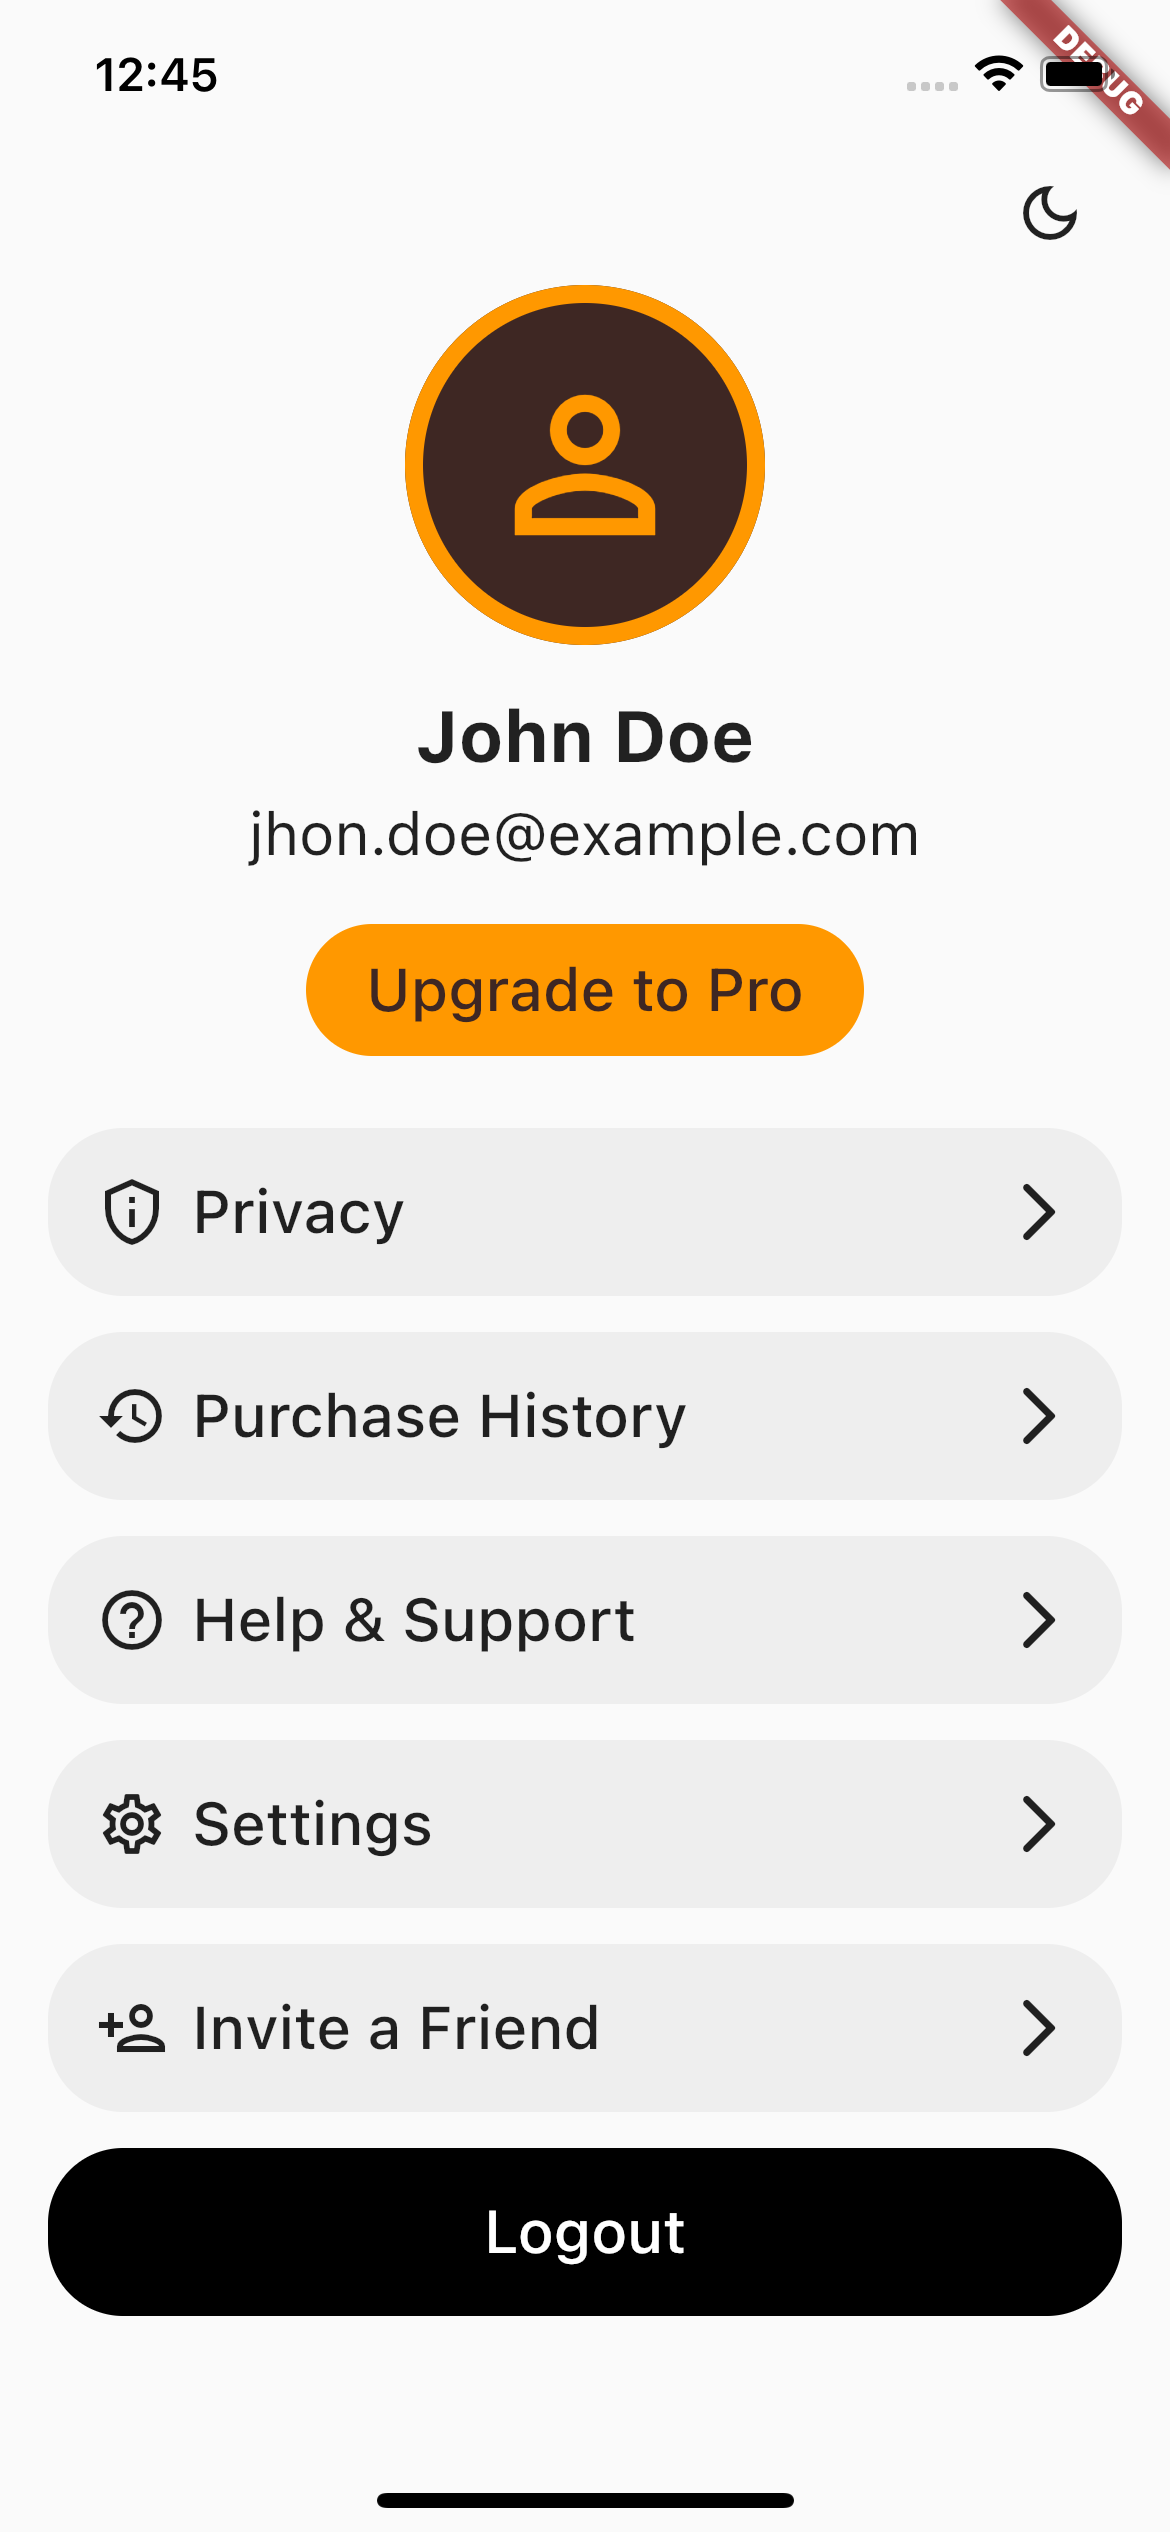 12:45
DEBUG
John Doe
jhon.doe@example.com
Upgrade to Pro
Privacy
Purchase History
Help & Support
Settings
Invite a Friend
Logout